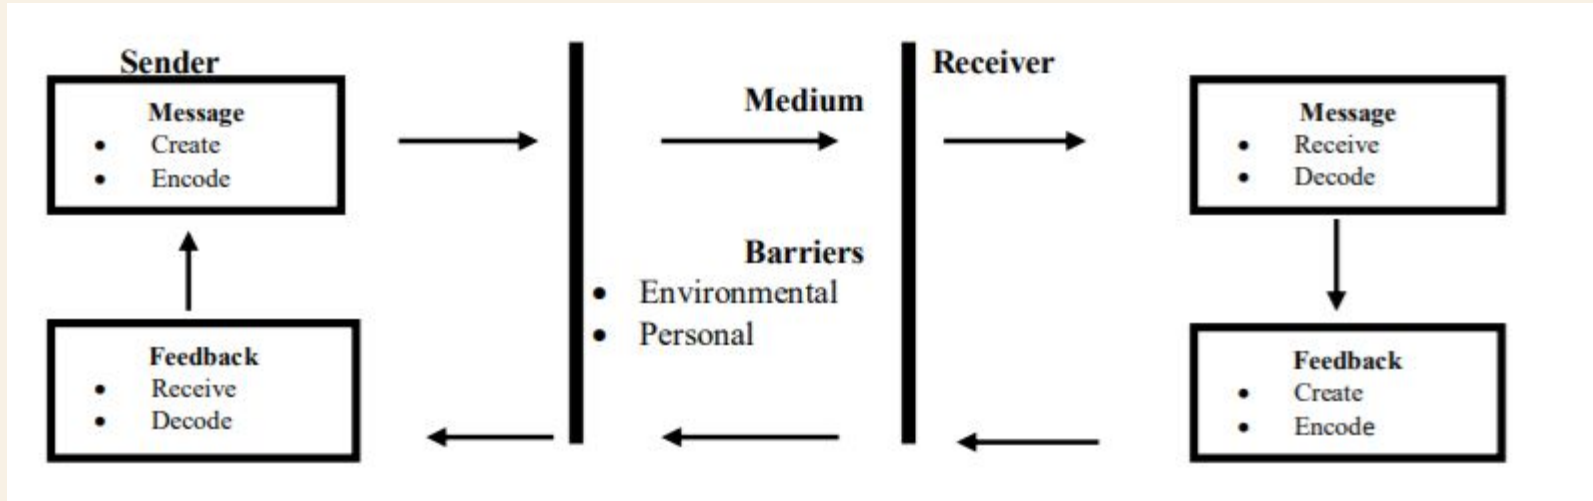 Sender
Message
• Create
• Encode
Medium
Receiver
Message
• Receive
• Decode
Barriers
• Environmental
• Personal
Feedback
• Receive
• Decode
Feedback
• Create
• Encode